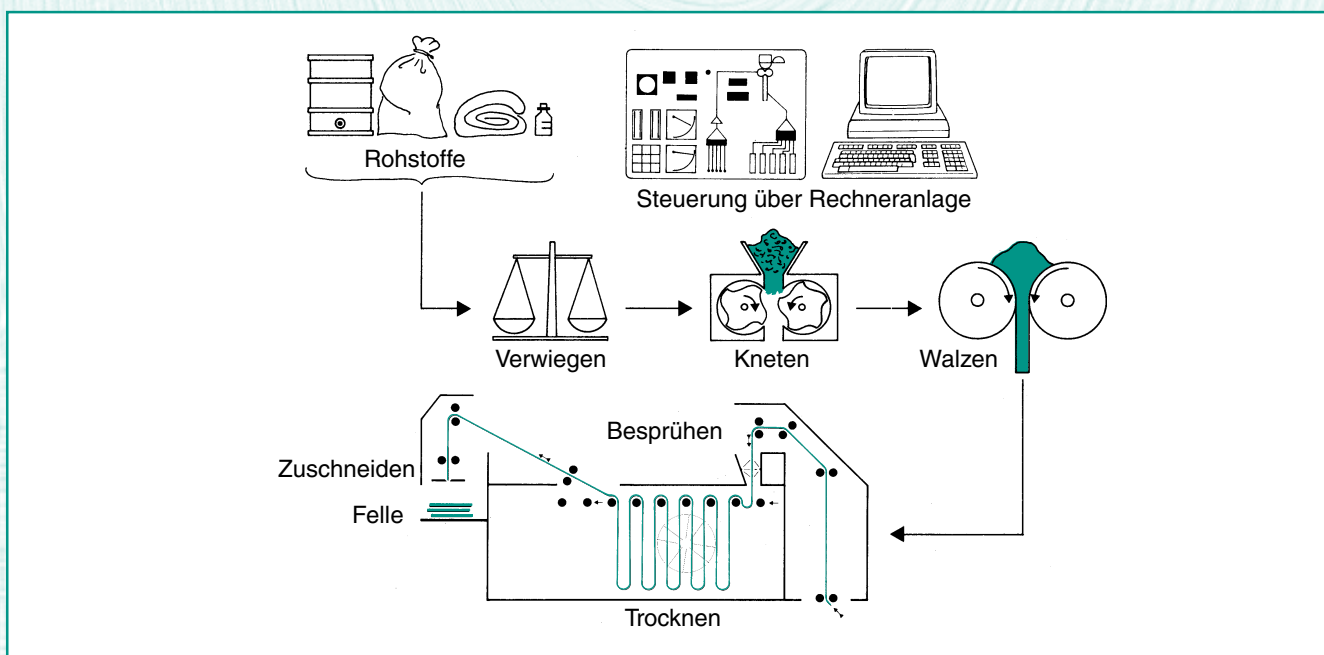 Rohstoffe
Steuerung über Rechneranlage
Verwiegen
Kneten
Walzen
Besprühen
Zuschneiden
Felle
Trocknen